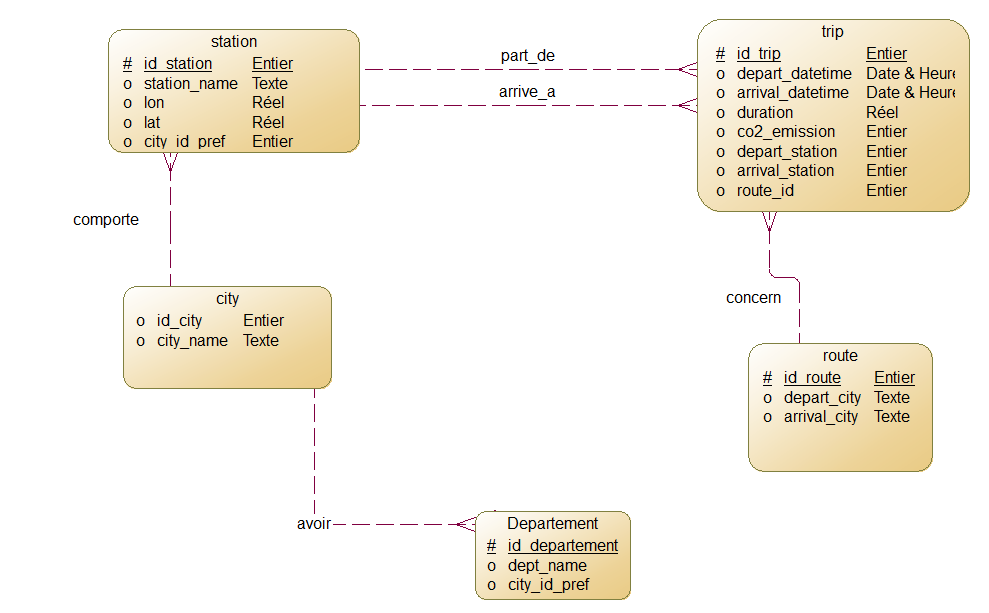 station
# id_station Entier
o station_name Texte
o lon Réel
o lat Réel
o city_id_pref Entier
part_de
arrive_a
trip
# id_trip Entier
o depart_datetime Date & Heure
o arrival_datetime Date & Heure
o duration Réel
o co2_emission Entier
o depart_station Entier
o arrival_station Entier
o route_id Entier
comporte
city
o id_city Entier
o city_name Texte
concern
route
# id_route Entier
o depart_city Texte
o arrival_city Texte
avoir
Departement
# id_departement
o dept_name
o city_id_pref